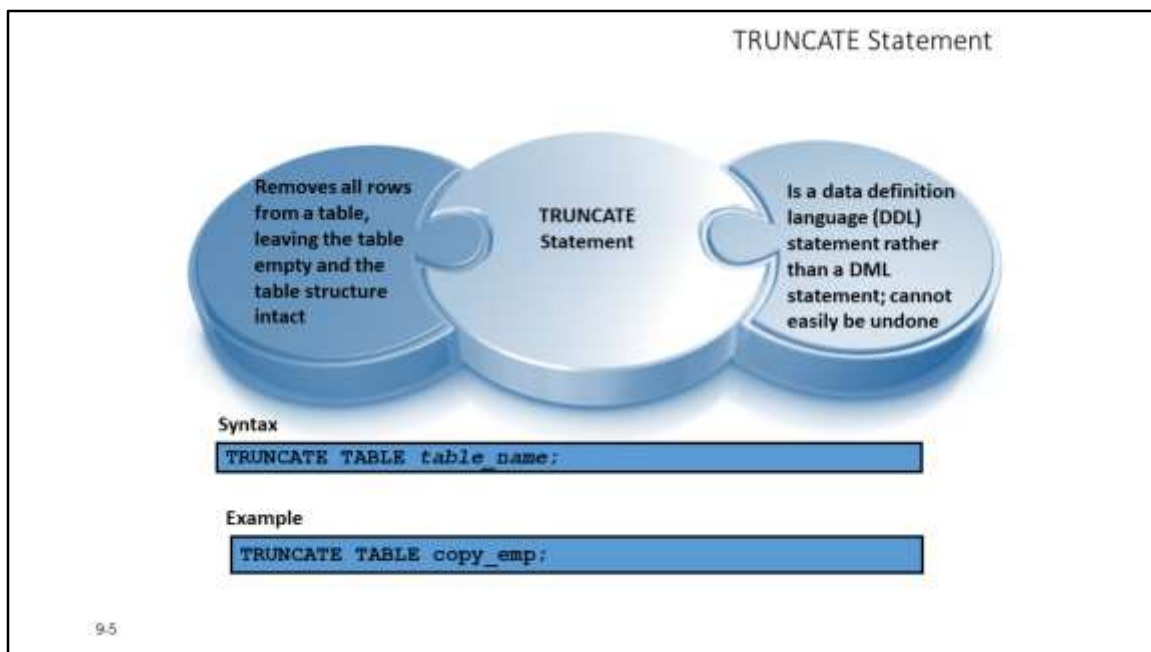 TRUNCATE Statement
Removes all rows
from a table,
leaving the table
empty and the
table structure
intact
TRUNCATE
Statement
Is a data definition
language (DDL)
statement rather
than a DML
statement; cannot
easily be undone
Syntax
TRUNCATE TABLE table_name;
Example
TRUNCATE TABLE copy_emp;
9-5